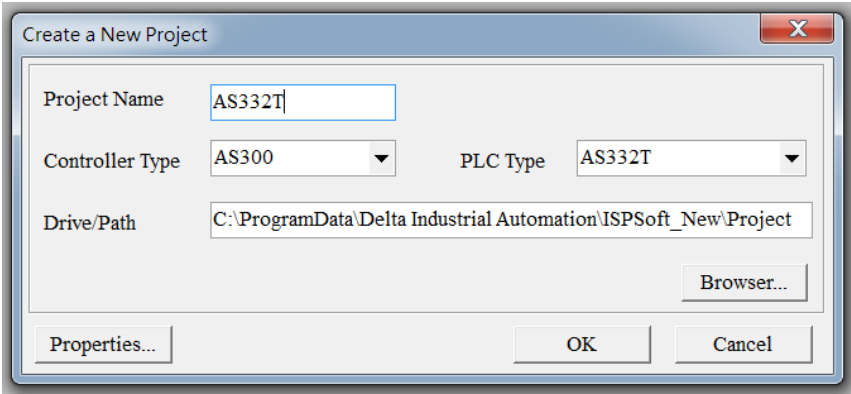 Create a New Project
Project Name AS332T
Controller Type AS300 PLC Type AS332T
Drive/Path C:\ProgramData\Delta Industrial Automation\ISPSoft_New\Project
Browser...
Properties... OK Cancel